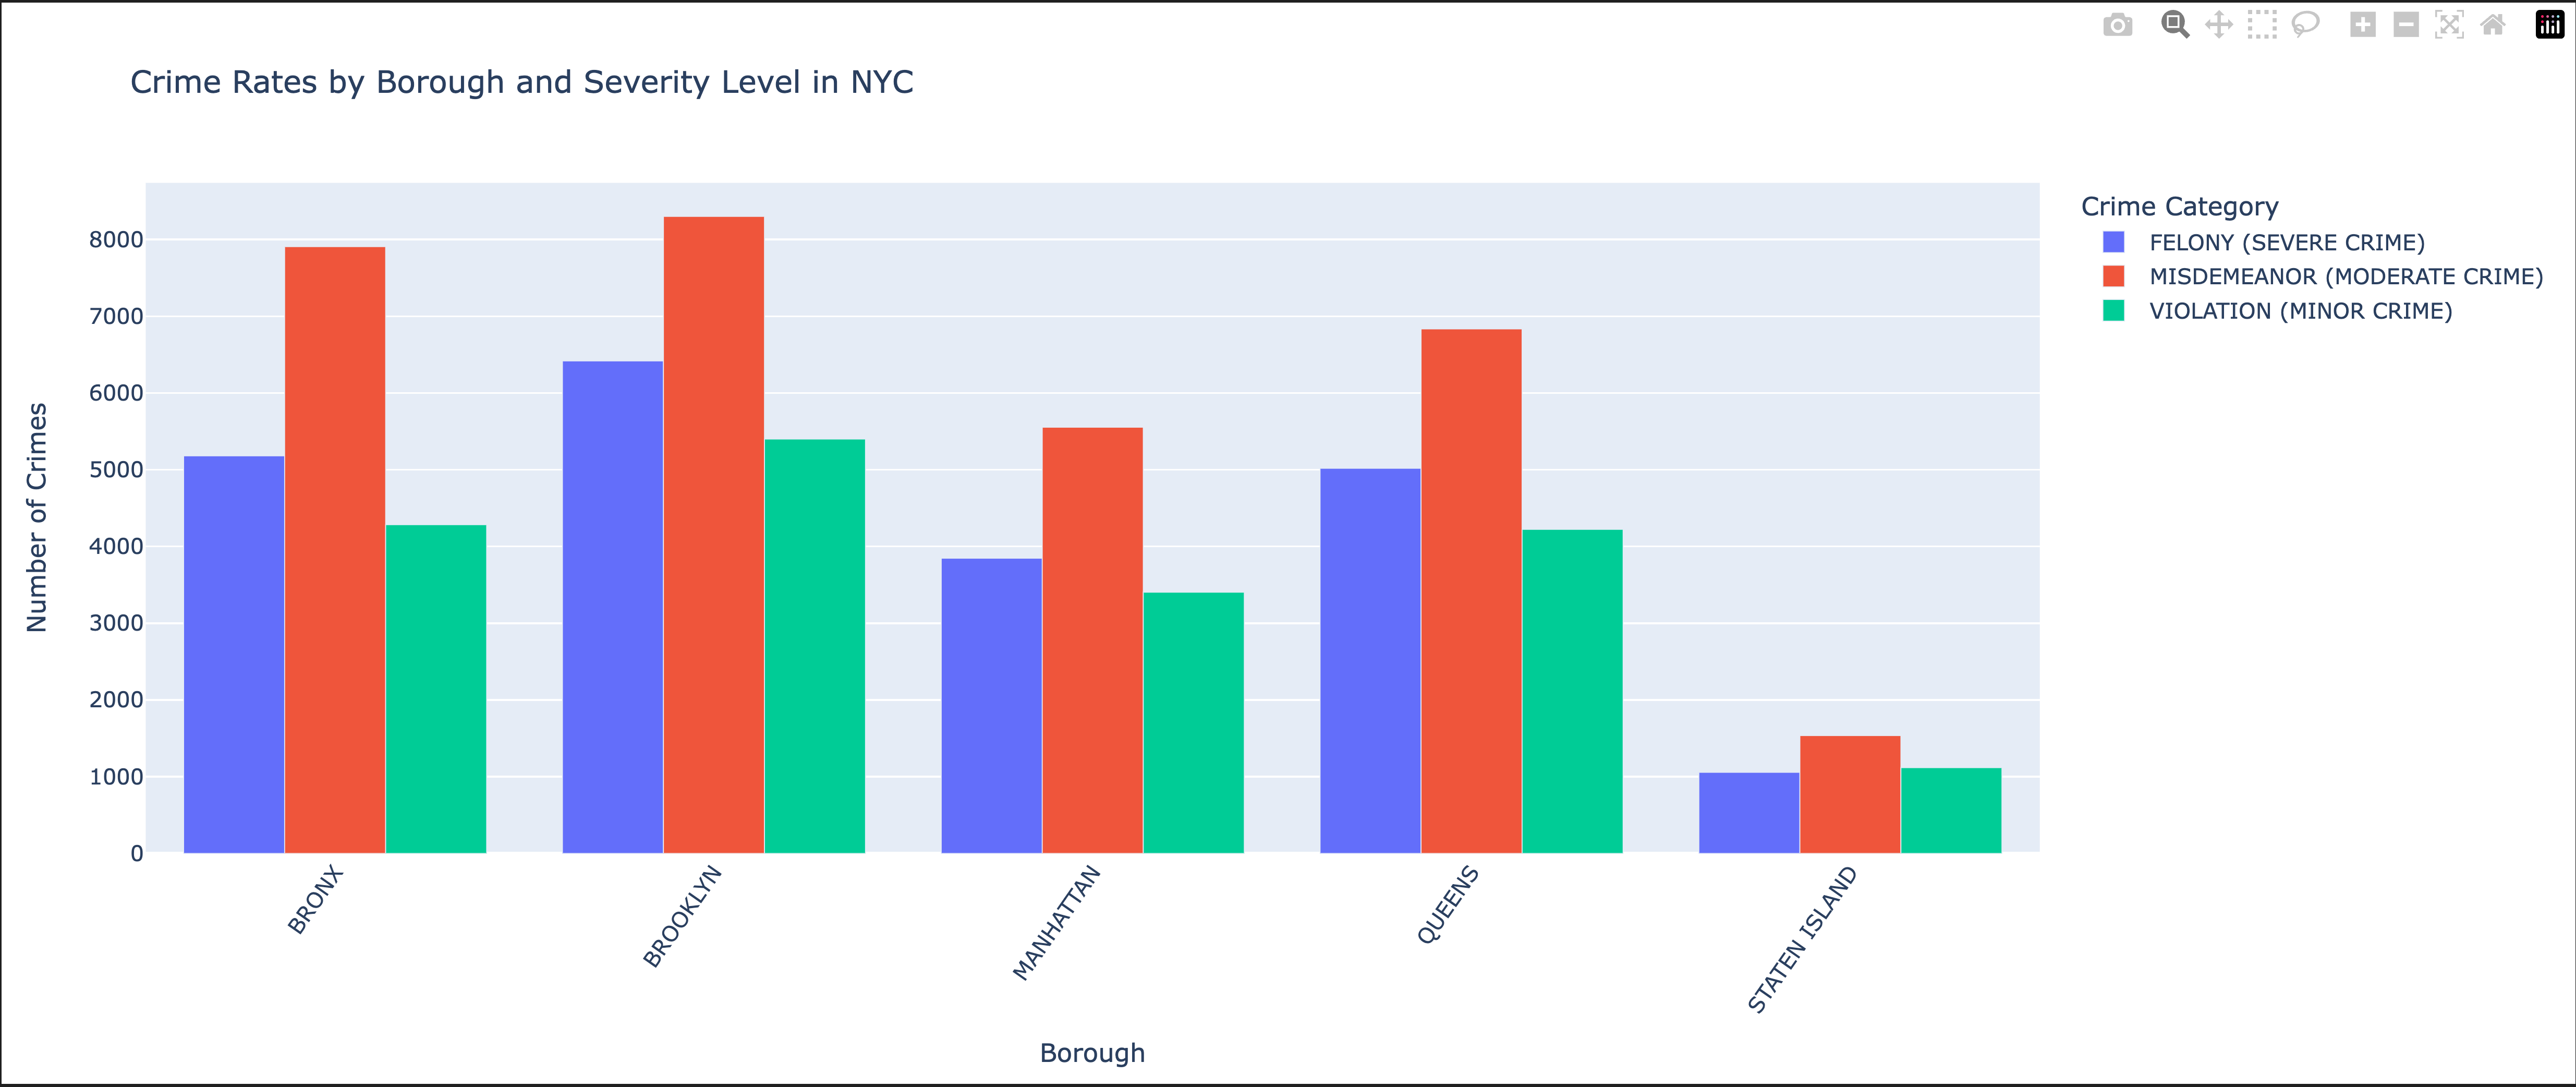 Crime Rates by Borough and Severity Level in NYC
Crime Category
FELONY (SEVERE CRIME)
MISDEMEANOR (MODERATE CRIME)
VIOLATION (MINOR CRIME)
Number of Crimes
8000
7000
6000
5000
4000
3000
2000
1000
0
BRONX
BROOKLYN
MANHATTAN
QUEENS
STATEN ISLAND
Borough